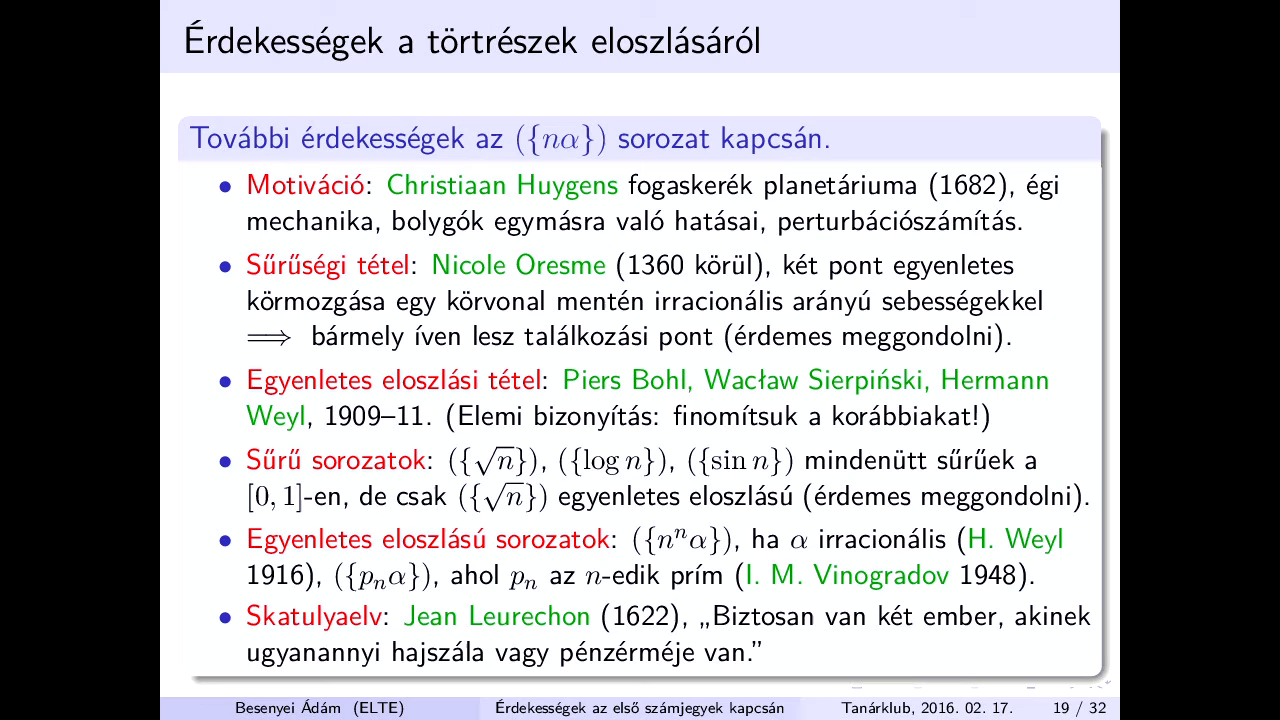 Érdekességek a törtrészek eloszlásáról
További érdekességek az ({nα}) sorozat kapcsán.
• Motiváció: Christiaan Huygens fogaskerék planetáriuma (1682), égi
mechanika, bolygók egymásra való hatásai, perturbációszámítás.
• Sűrűségi tétel: Nicole Oresme (1360 körül), két pont egyenletes
körmozgása egy körvonal mentén irracionális arányú sebességekkel
⟹ bármely íven lesz találkozási pont (érdemes meggondolni).
• Egyenletes eloszlási tétel: Piers Bohl, Wacław Sierpiński, Hermann
Weyl, 1909–11. (Elemi bizonyítás: finomítsuk a korábbiakat!)
• Sűrű sorozatok: ({√n}), ({log n}), ({sin n}) mindenütt sűrűek a
[0, 1]-en, de csak ({√n}) egyenletes eloszlású (érdemes meggondolni).
• Egyenletes eloszlású sorozatok: ({nⁿα}), ha α irracionális (H. Weyl
1916), ({pₙα}), ahol pₙ az n-edik prím (I. M. Vinogradov 1948).
• Skatulyaelv: Jean Leurechon (1622), „Biztosan van két ember, akinek
ugyanannyi hajszála vagy pénzérméje van.”
Besenyei Ádám (ELTE) Érdekességek az első számjegyek kapcsán Tanárklub, 2016. 02. 17. 19 / 32